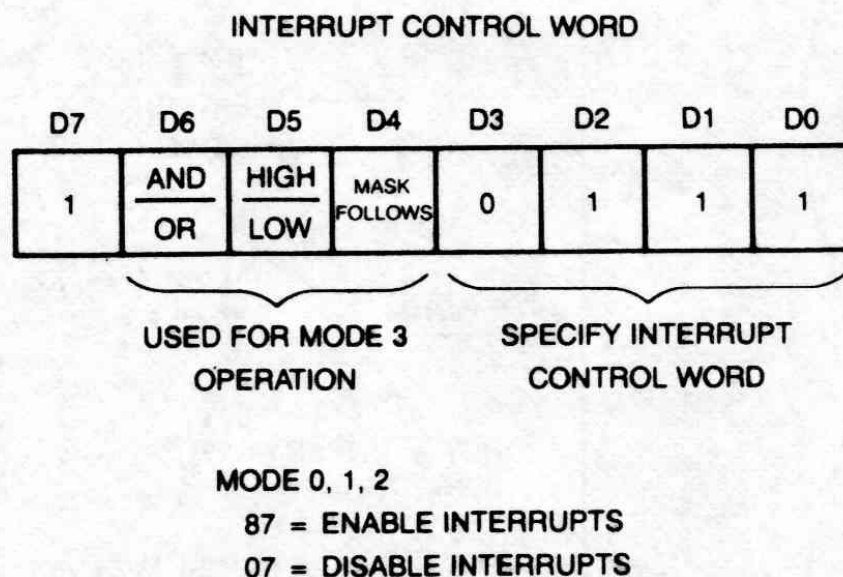 INTERRUPT CONTROL WORD
D7 D6 D5 D4 D3 D2 D1 D0
1 AND OR HIGH LOW MASK FOLLOWS 0 1 1 1
USED FOR MODE 3 OPERATION
SPECIFY INTERRUPT CONTROL WORD
MODE 0, 1, 2
87 = ENABLE INTERRUPTS
07 = DISABLE INTERRUPTS